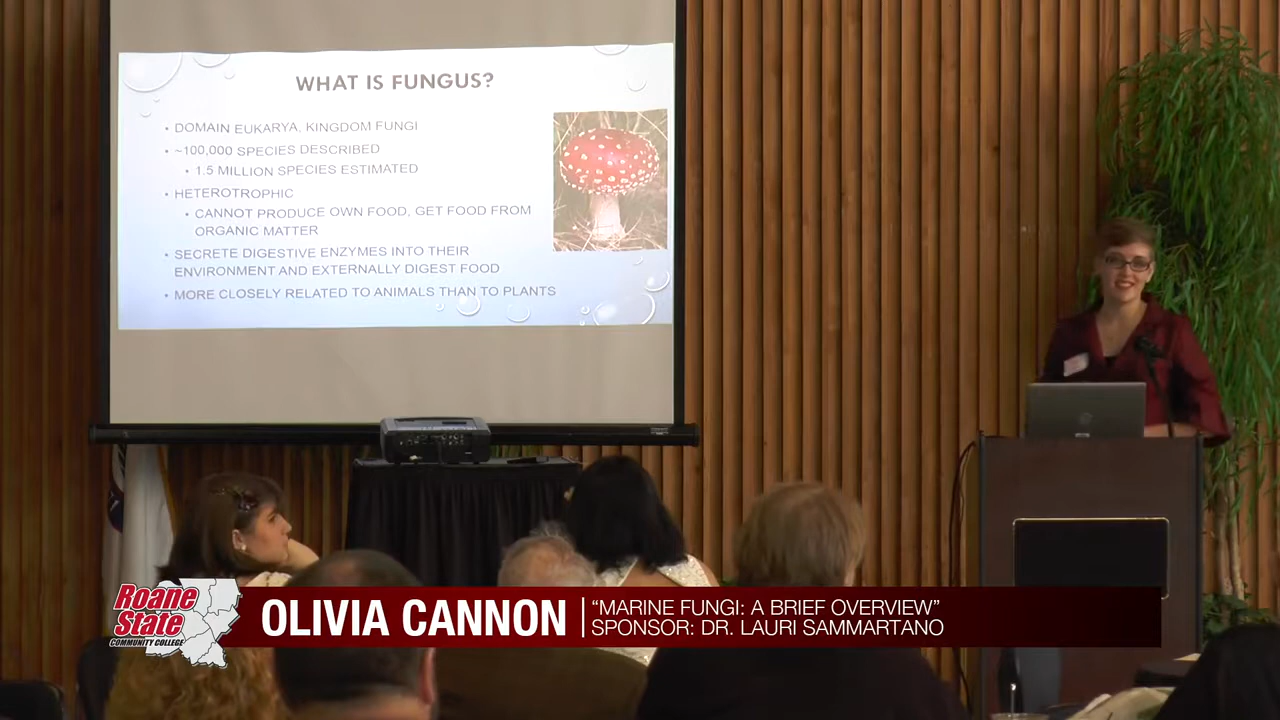 WHAT IS FUNGUS?
• DOMAIN EUKARYA, KINGDOM FUNGI
• ~100,000 SPECIES DESCRIBED
• 1.5 MILLION SPECIES ESTIMATED
• HETEROTROPHIC
• CANNOT PRODUCE OWN FOOD, GET FOOD FROM
ORGANIC MATTER
• SECRETE DIGESTIVE ENZYMES INTO THEIR
ENVIRONMENT AND EXTERNALLY DIGEST FOOD
• MORE CLOSELY RELATED TO ANIMALS THAN TO PLANTS
Roane
State
COMMUNITY COLLEGE
OLIVIA CANNON
“MARINE FUNGI: A BRIEF OVERVIEW”
SPONSOR: DR. LAURI SAMMARTANO